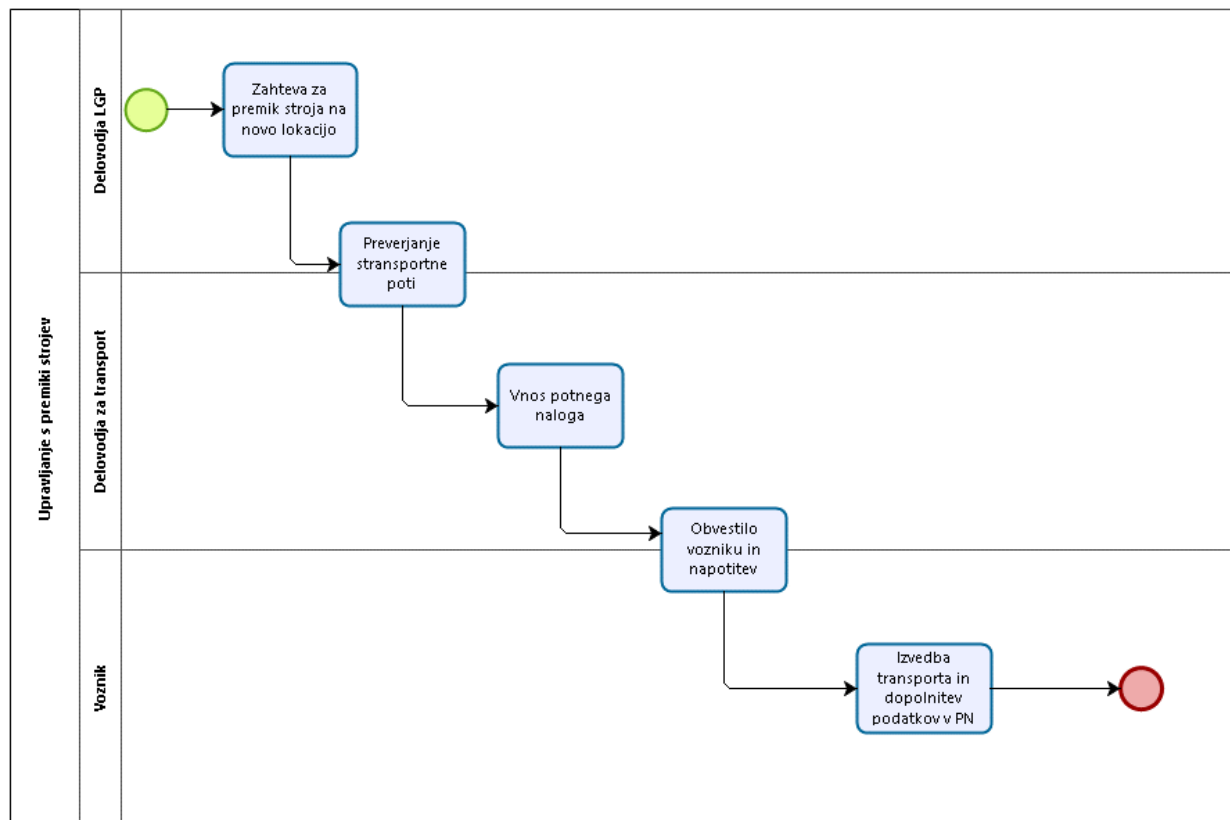 Upravljanje s premiki strojev
Delovodja LGP
Zahteva za
premik stroja na
novo lokacijo
Preverjanje
stransportne
poti
Delovodja za transport
Vnos potnega
naloga
Obvestilo
vozniku in
napotitev
Voznik
Izvedba
transporta in
dopolnitev
podatkov v PN